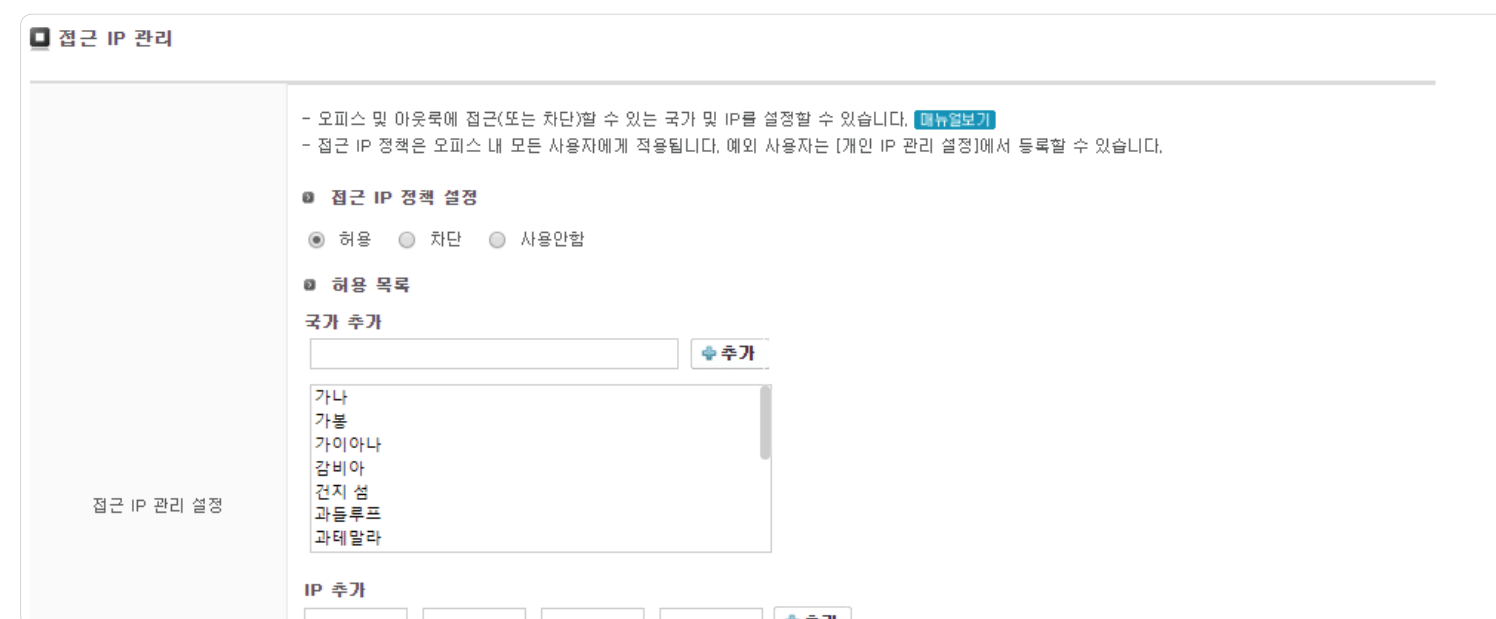 접근 IP 관리
- 오피스 및 아웃룩에 접근(또는 차단)할 수 있는 국가 및 IP를 설정할 수 있습니다. 매뉴얼보기
- 접근 IP 정책은 오피스 내 모든 사용자에게 적용됩니다. 예외 사용자는 [개인 IP 관리 설정]에서 등록할 수 있습니다.
접근 IP 정책 설정
허용 차단 사용안함
허용 목록
국가 추가
추가
가나
가봉
가이아나
감비아
건지 섬
과들루프
과테말라
접근 IP 관리 설정
IP 추가
추가